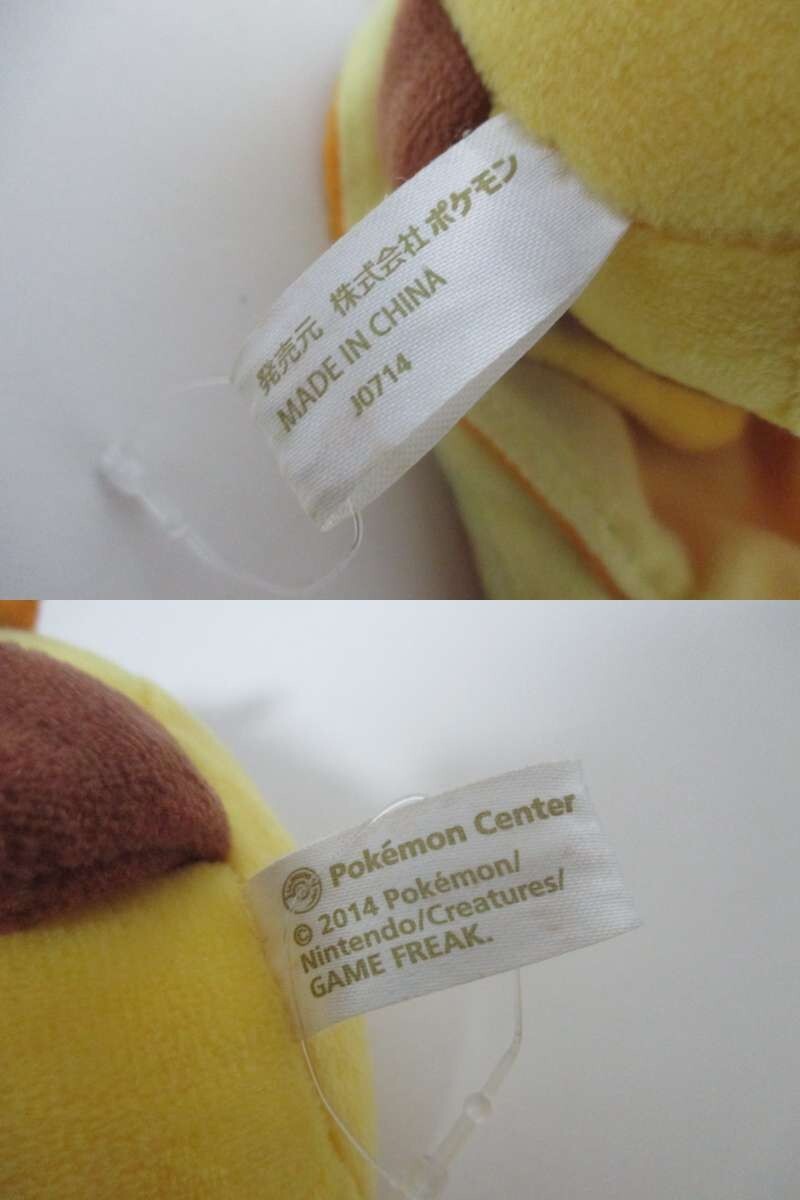 発売元 株式会社ポケモン
MADE IN CHINA
J0714
Pokémon Center
© 2014 Pokémon/
Nintendo/Creatures/
GAME FREAK.